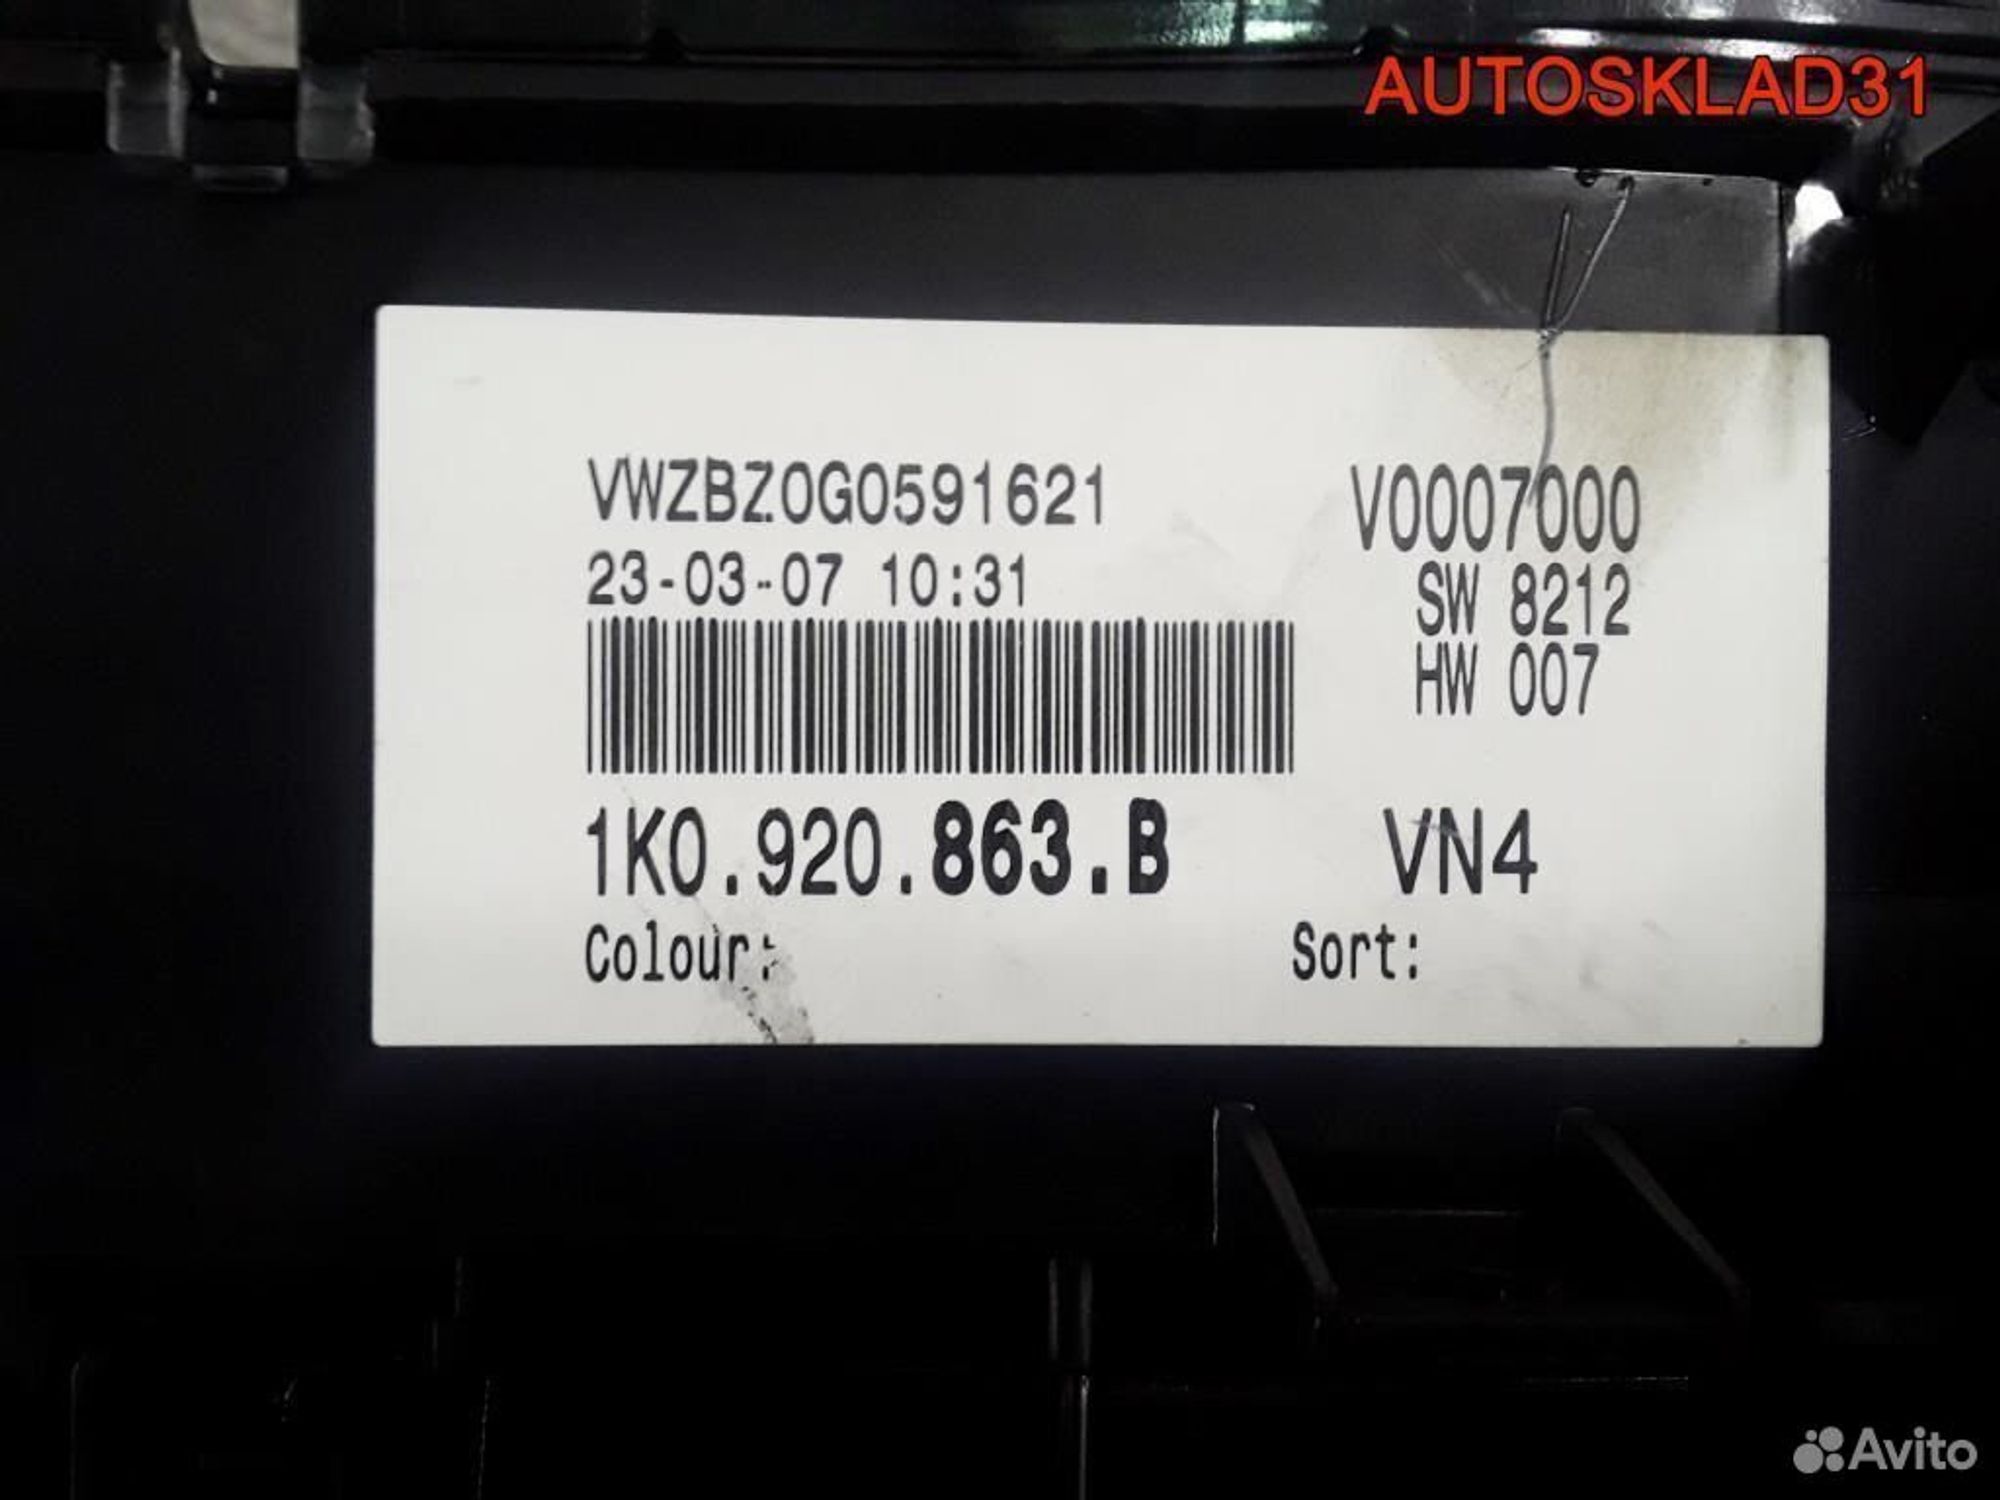 AUTOSKLAD31
VWZBZ0G0591621
V0007000
23-03-07 10:31
SW 8212
HW 007
1K0.920.863.B
VN4
Colour:
Sort:
Avito